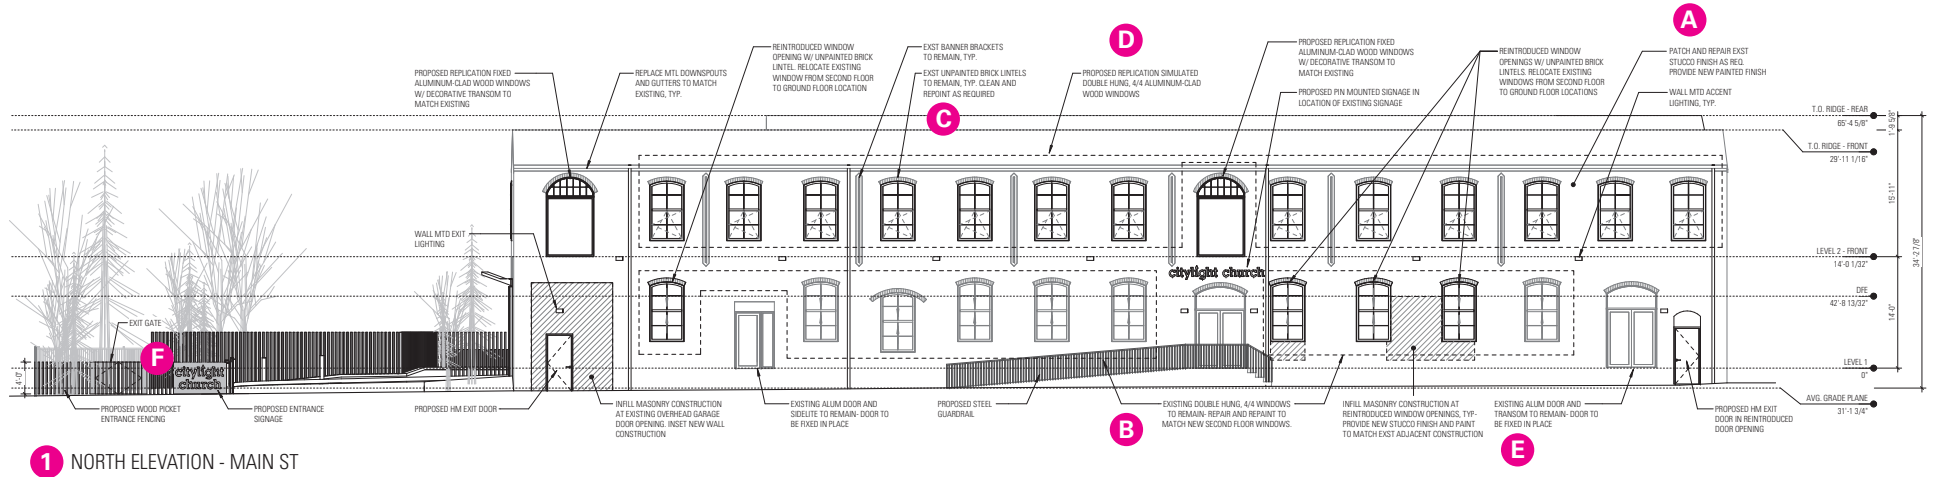 A
D
REINTRODUCED WINDOW
OPENING W/ UNPAINTED BRICK
LINTEL. RELOCATE EXISTING
WINDOW FROM SECOND FLOOR
TO GROUND FLOOR LOCATION
EXST BANNER BRACKETS
TO REMAIN, TYP.
EXST UNPAINTED BRICK LINTELS
TO REMAIN, TYP. CLEAN AND
REPOINT AS REQUIRED
C
PROPOSED REPLICATION FIXED
ALUMINUM-CLAD WOOD WINDOWS
W/ DECORATIVE TRANSOM TO
MATCH EXISTING
REINTRODUCED WINDOW
OPENINGS W/ UNPAINTED BRICK
LINTELS. RELOCATE EXISTING
WINDOWS FROM SECOND FLOOR
TO GROUND FLOOR LOCATIONS
PATCH AND REPAIR EXST
STUCCO FINISH AS REQ.
PROVIDE NEW PAINTED FINISH
PROPOSED REPLICATION FIXED
ALUMINUM-CLAD WOOD WINDOWS
W/ DECORATIVE TRANSOM TO
MATCH EXISTING
REPLACE MTL DOWNSPOUTS
AND GUTTERS TO MATCH
EXISTING, TYP.
PROPOSED REPLICATION SIMULATED
DOUBLE HUNG, 4/4 ALUMINUM-CLAD
WOOD WINDOWS
PROPOSED PIN MOUNTED SIGNAGE IN
LOCATION OF EXISTING SIGNAGE
WALL MTD ACCENT
LIGHTING, TYP.
T.O. RIDGE - REAR
65'-4 5/8"
1'-9 5/8"
T.O. RIDGE - FRONT
29'-11 1/16"
15'-11"
WALL MTD EXIT
LIGHTING
LEVEL 2 - FRONT
14'-0 1/32"
34'-2 7/8"
citylight church
DFE
42'-8 13/32"
14'-0"
EXIT GATE
F
citylight
church
4'-0"
LEVEL 1
0"
PROPOSED WOOD PICKET
ENTRANCE FENCING
PROPOSED ENTRANCE
SIGNAGE
PROPOSED HM EXIT DOOR
INFILL MASONRY CONSTRUCTION
AT EXISTING OVERHEAD GARAGE
DOOR OPENING. INSET NEW WALL
CONSTRUCTION
EXISTING ALUM DOOR AND
SIDELITE TO REMAIN- DOOR TO
BE FIXED IN PLACE
PROPOSED STEEL
GUARDRAIL
EXISTING DOUBLE HUNG, 4/4 WINDOWS
TO REMAIN- REPAIR AND REPAINT TO
MATCH NEW SECOND FLOOR WINDOWS.
B
INFILL MASONRY CONSTRUCTION AT
REINTRODUCED WINDOW OPENINGS, TYP-
PROVIDE NEW STUCCO FINISH AND PAINT
TO MATCH EXST ADJACENT CONSTRUCTION
EXISTING ALUM DOOR AND
TRANSOM TO REMAIN- DOOR TO
BE FIXED IN PLACE
E
PROPOSED HM EXIT
DOOR IN REINTRODUCED
DOOR OPENING
AVG. GRADE PLANE
31'-1 3/4"
1 NORTH ELEVATION - MAIN ST